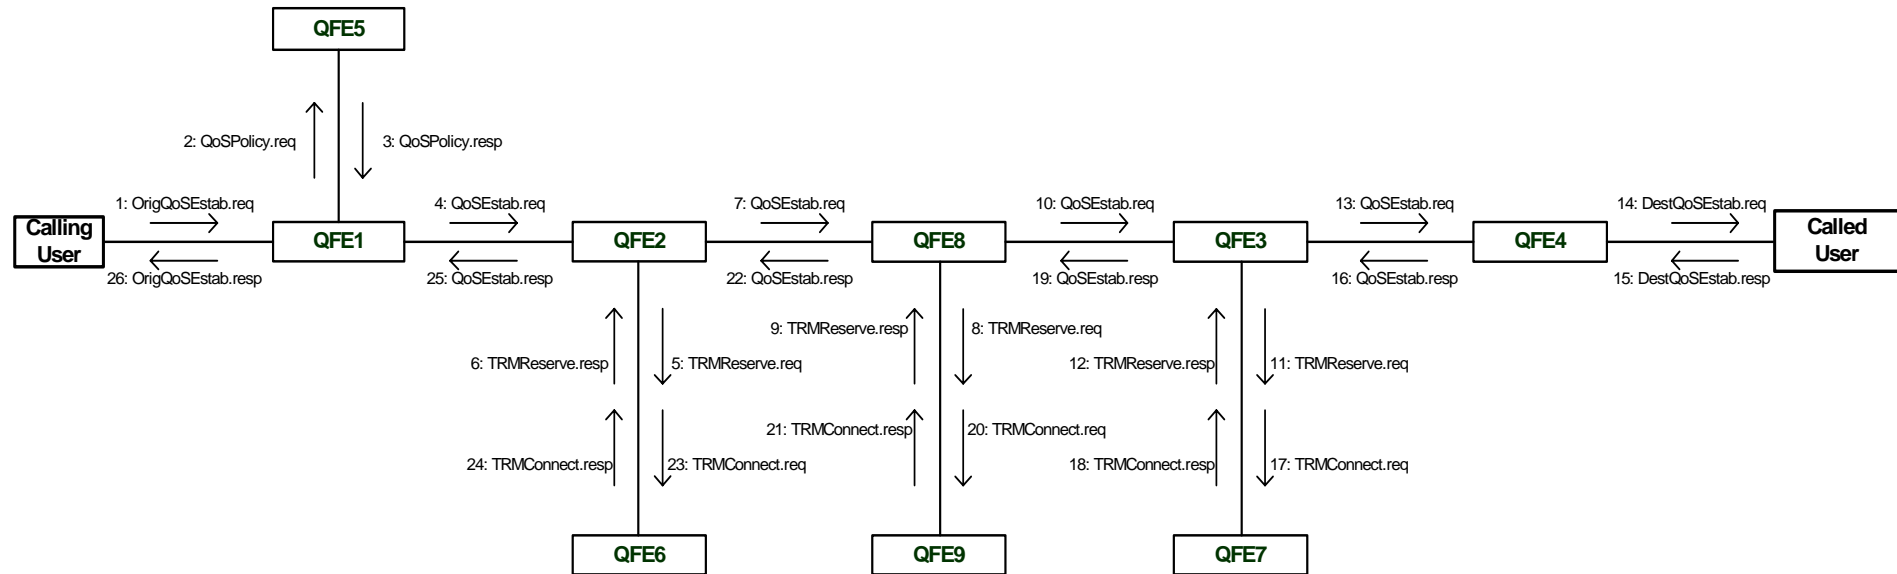 QFE5
2: QoSPolicy.req
3: QoSPolicy.resp
1: OrigQoSEstab.req
4: QoSEstab.req
7: QoSEstab.req
10: QoSEstab.req
13: QoSEstab.req
14: DestQoSEstab.req
Calling
User
QFE1
QFE2
QFE8
QFE3
QFE4
Called
User
26: OrigQoSEstab.resp
25: QoSEstab.resp
22: QoSEstab.resp
19: QoSEstab.resp
16: QoSEstab.resp
15: DestQoSEstab.resp
9: TRMReserve.resp
8: TRMReserve.req
6: TRMReserve.resp
5: TRMReserve.req
12: TRMReserve.resp
11: TRMReserve.req
21: TRMConnect.resp
20: TRMConnect.req
24: TRMConnect.resp
23: TRMConnect.req
18: TRMConnect.resp
17: TRMConnect.req
QFE6
QFE9
QFE7